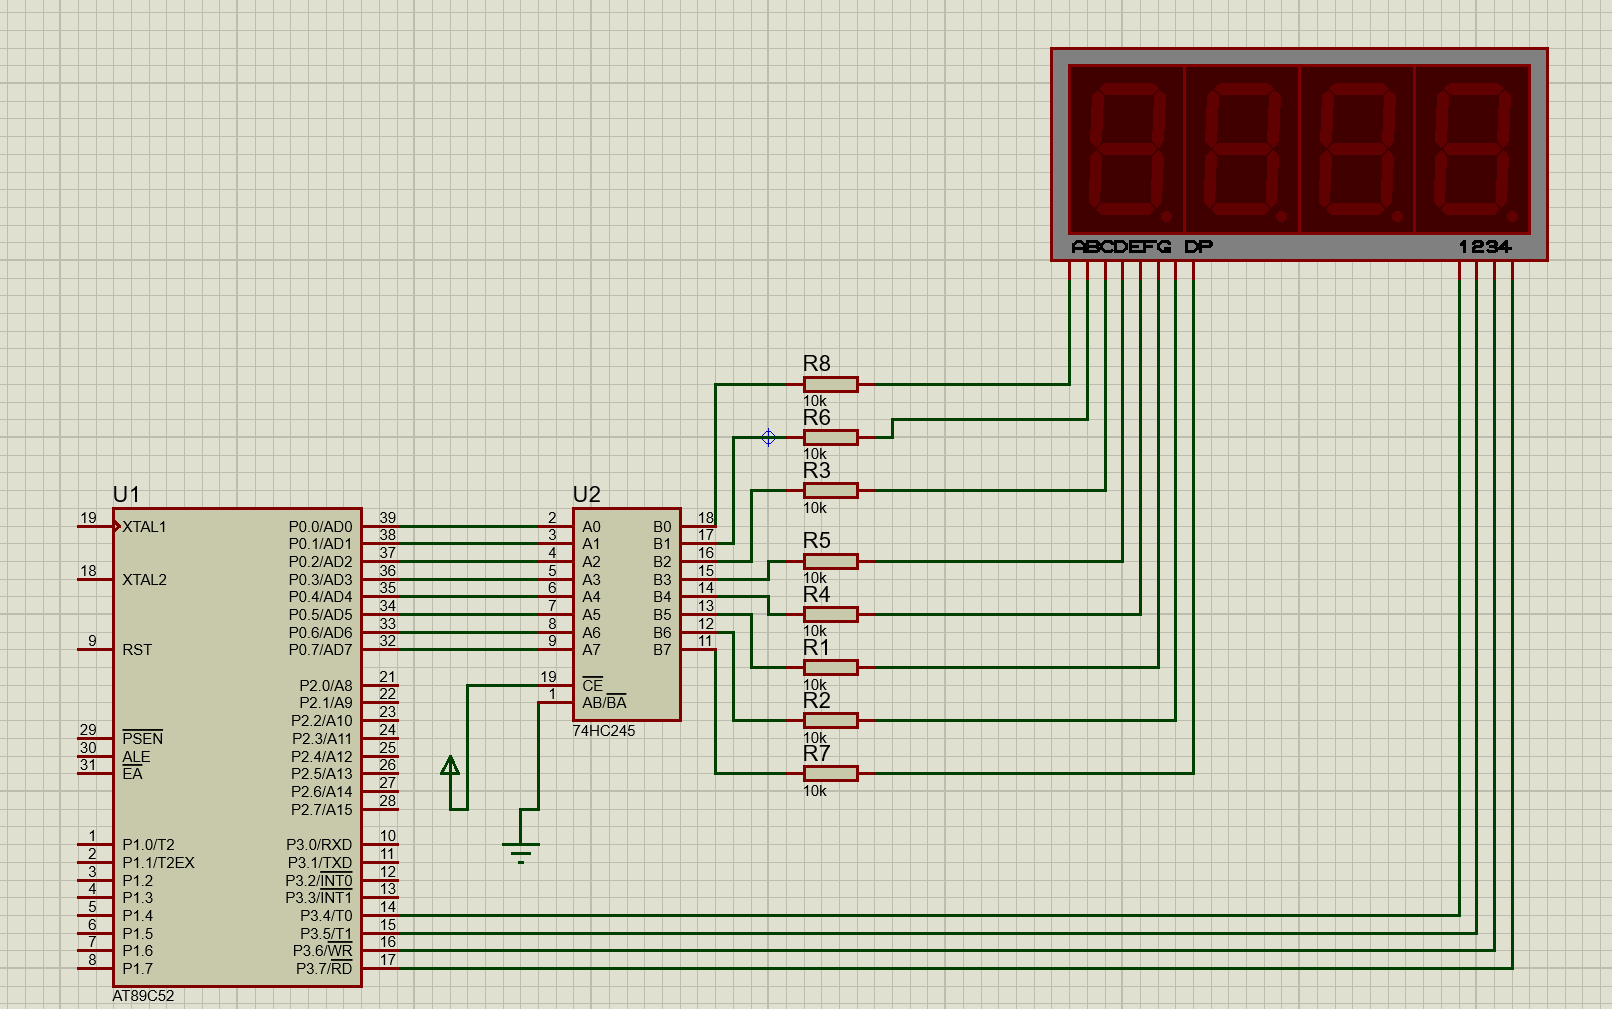 ABCDEFG DP
1234
R8
10k
R6
10k
R3
10k
R5
10k
R4
10k
R1
10k
R2
10k
R7
10k
U1
19 XTAL1
18 XTAL2
9 RST
29 PSEN
30 ALE
31 EA
1 P1.0/T2
2 P1.1/T2EX
3 P1.2
4 P1.3
5 P1.4
6 P1.5
7 P1.6
8 P1.7
P0.0/AD0 39
P0.1/AD1 38
P0.2/AD2 37
P0.3/AD3 36
P0.4/AD4 35
P0.5/AD5 34
P0.6/AD6 33
P0.7/AD7 32
P2.0/A8 21
P2.1/A9 22
P2.2/A10 23
P2.3/A11 24
P2.4/A12 25
P2.5/A13 26
P2.6/A14 27
P2.7/A15 28
P3.0/RXD 10
P3.1/TXD 11
P3.2/INT0 12
P3.3/INT1 13
P3.4/T0 14
P3.5/T1 15
P3.6/WR 16
P3.7/RD 17
AT89C52
U2
2 A0 B0 18
3 A1 B1 17
4 A2 B2 16
5 A3 B3 15
6 A4 B4 14
7 A5 B5 13
8 A6 B6 12
9 A7 B7 11
19 CE
1 AB/BA
74HC245